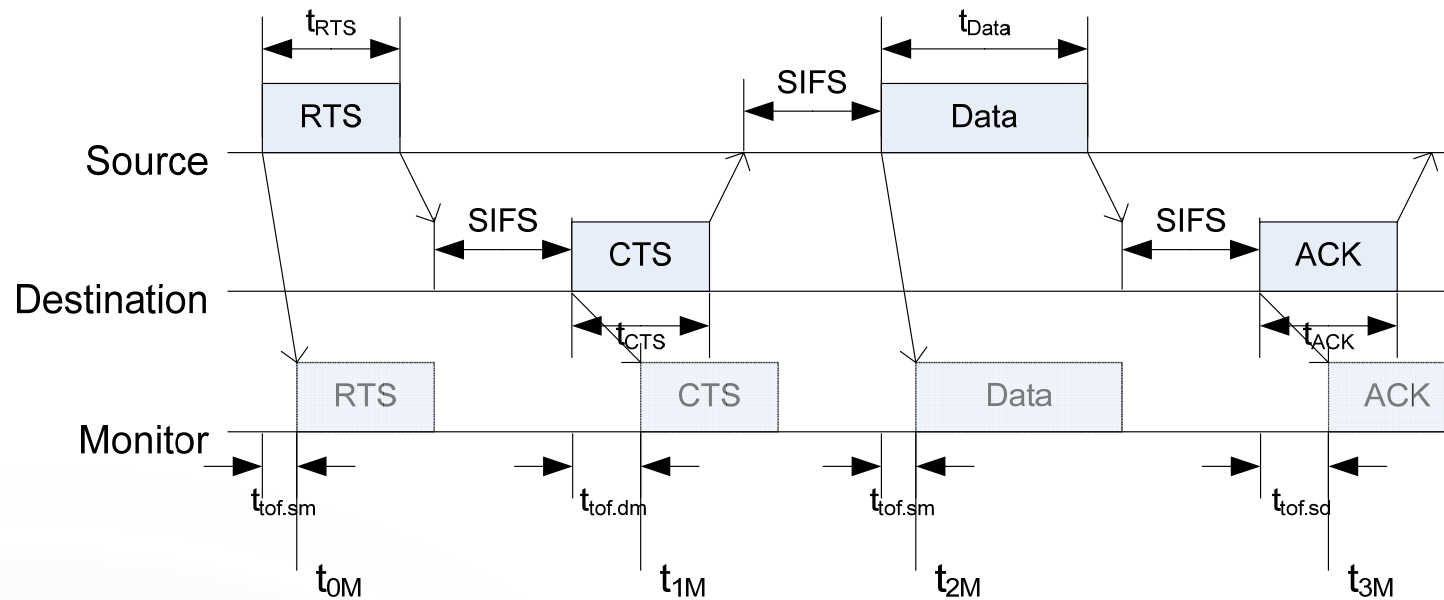 tRTS
tData
SIFS
RTS
Data
Source
SIFS
SIFS
CTS
ACK
Destination
tCTS
tACK
RTS
CTS
Data
ACK
Monitor
ttof.sm
ttof.dm
ttof.sm
ttof.sd
t0M
t1M
t2M
t3M